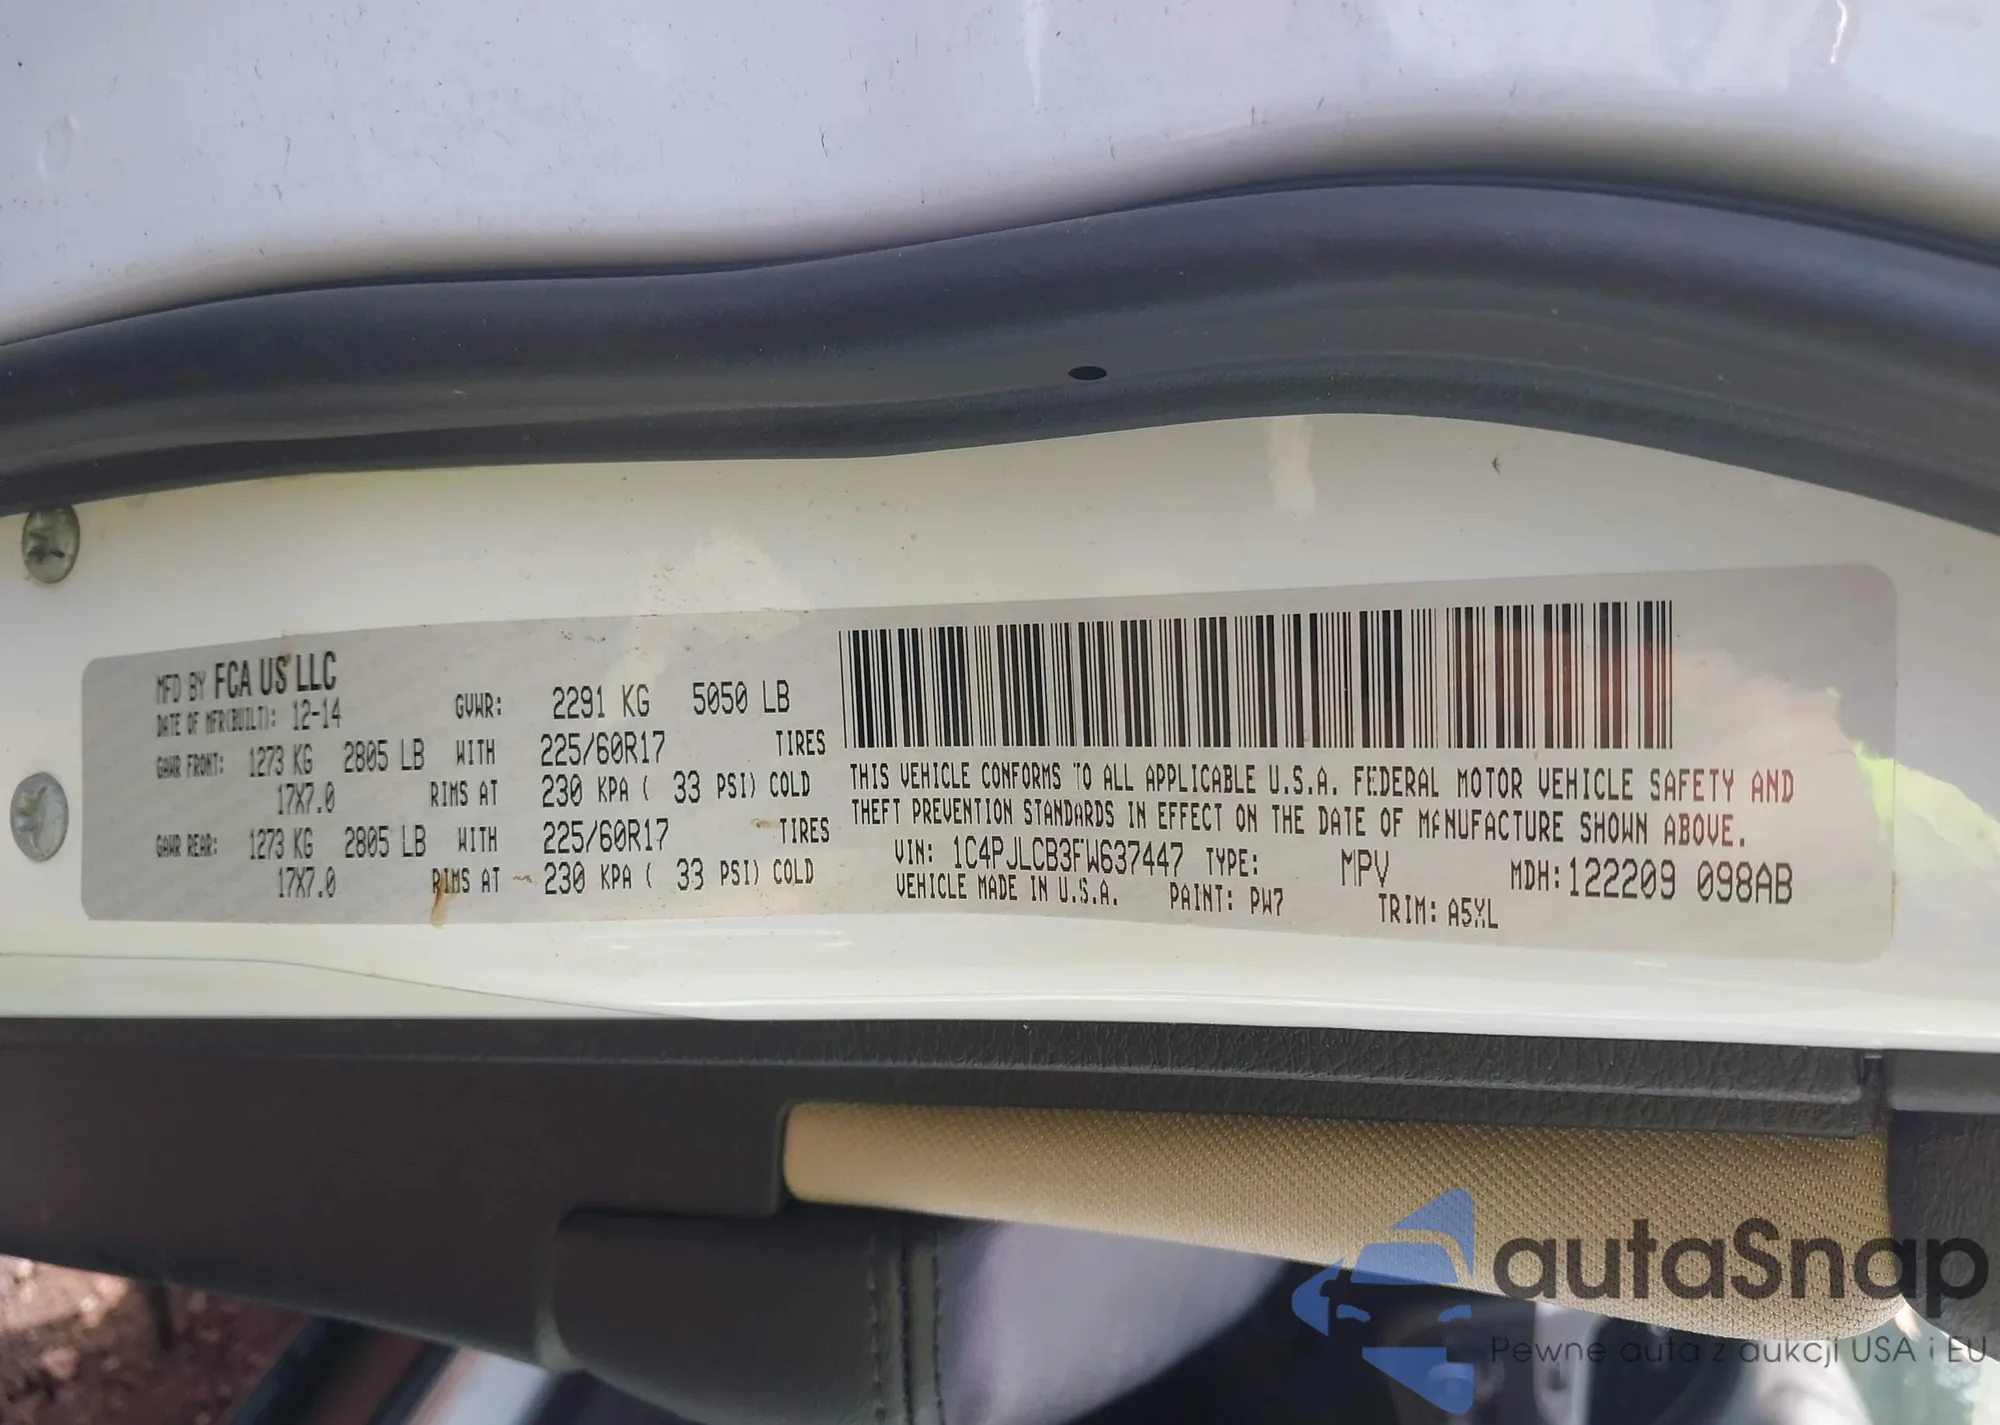 MFD BY FCA US LLC
DATE OF MFR(BUILT): 12-14 GVWR: 2291 KG 5050 LB
GAWR FRONT: 1273 KG 2805 LB WITH 225/60R17 TIRES
17X7.0 RIMS AT 230 KPA ( 33 PSI) COLD
GAWR REAR: 1273 KG 2805 LB WITH 225/60R17 TIRES
17X7.0 RIMS AT 230 KPA ( 33 PSI) COLD
THIS VEHICLE CONFORMS TO ALL APPLICABLE U.S.A. FEDERAL MOTOR VEHICLE SAFETY AND
THEFT PREVENTION STANDARDS IN EFFECT ON THE DATE OF MANUFACTURE SHOWN ABOVE.
VIN: 1C4PJLCB3FW637447 TYPE: MPV MDH: 122209 098AB
VEHICLE MADE IN U.S.A. PAINT: PW7 TRIM: A5XL
autaSnap
Pewne auta z aukcji USA i EU